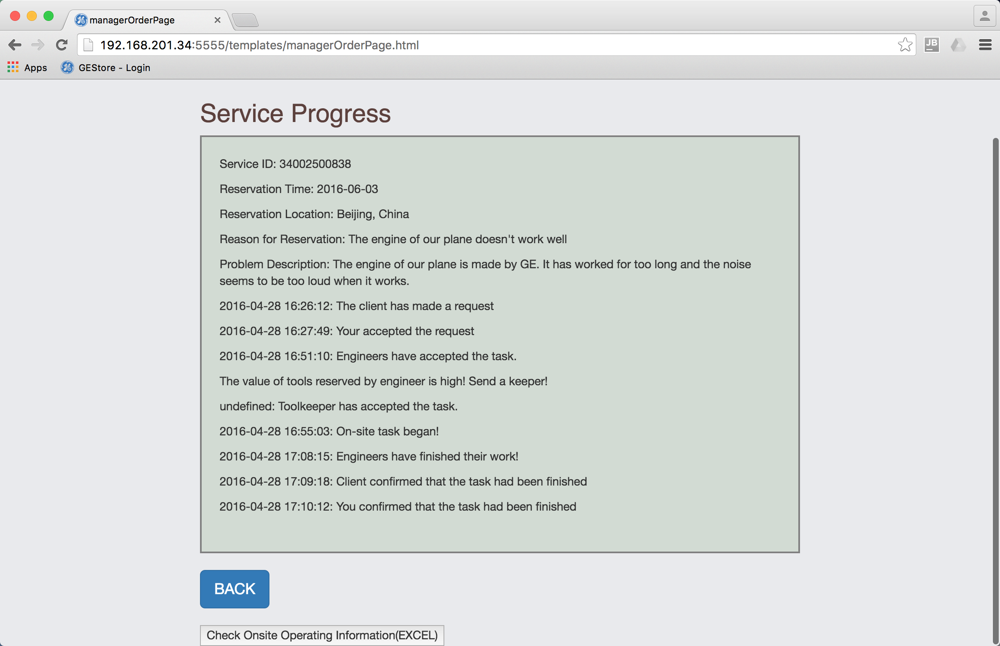 managerOrderPage
192.168.201.34:5555/templates/managerOrderPage.html
JB
Apps
GEStore - Login
Service Progress
Service ID: 34002500838
Reservation Time: 2016-06-03
Reservation Location: Beijing, China
Reason for Reservation: The engine of our plane doesn't work well
Problem Description: The engine of our plane is made by GE. It has worked for too long and the noise
seems to be too loud when it works.
2016-04-28 16:26:12: The client has made a request
2016-04-28 16:27:49: Your accepted the request
2016-04-28 16:51:10: Engineers have accepted the task.
The value of tools reserved by engineer is high! Send a keeper!
undefined: Toolkeeper has accepted the task.
2016-04-28 16:55:03: On-site task began!
2016-04-28 17:08:15: Engineers have finished their work!
2016-04-28 17:09:18: Client confirmed that the task had been finished
2016-04-28 17:10:12: You confirmed that the task had been finished
BACK
Check Onsite Operating Information(EXCEL)